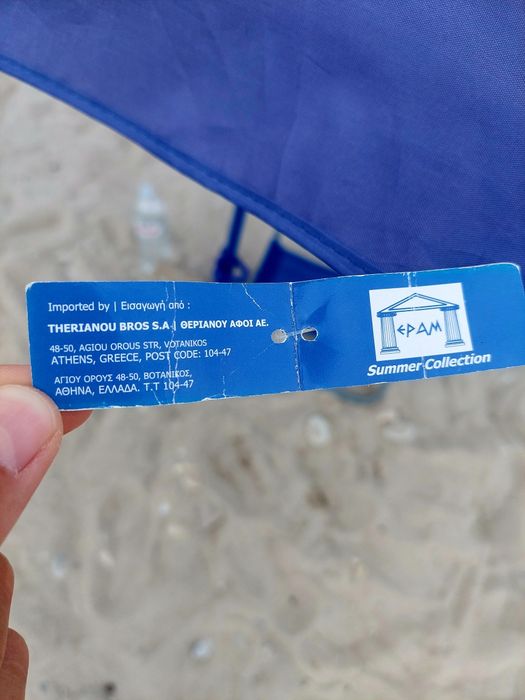 Imported by | Εισαγωγή από :
THERIANOU BROS S.A | ΘΕΡΙΑΝΟΥ ΑΦΟΙ ΑΕ.
48-50, AGIOU OROUS STR, VOTANIKOS
ATHENS, GREECE, POST CODE: 104-47
ΑΓΙΟΥ ΟΡΟΥΣ 48-50, ΒΟΤΑΝΙΚΟΣ,
ΑΘΗΝΑ, ΕΛΛΑΔΑ. Τ.Τ 104-47
ΕΡΔΜ
Summer Collection